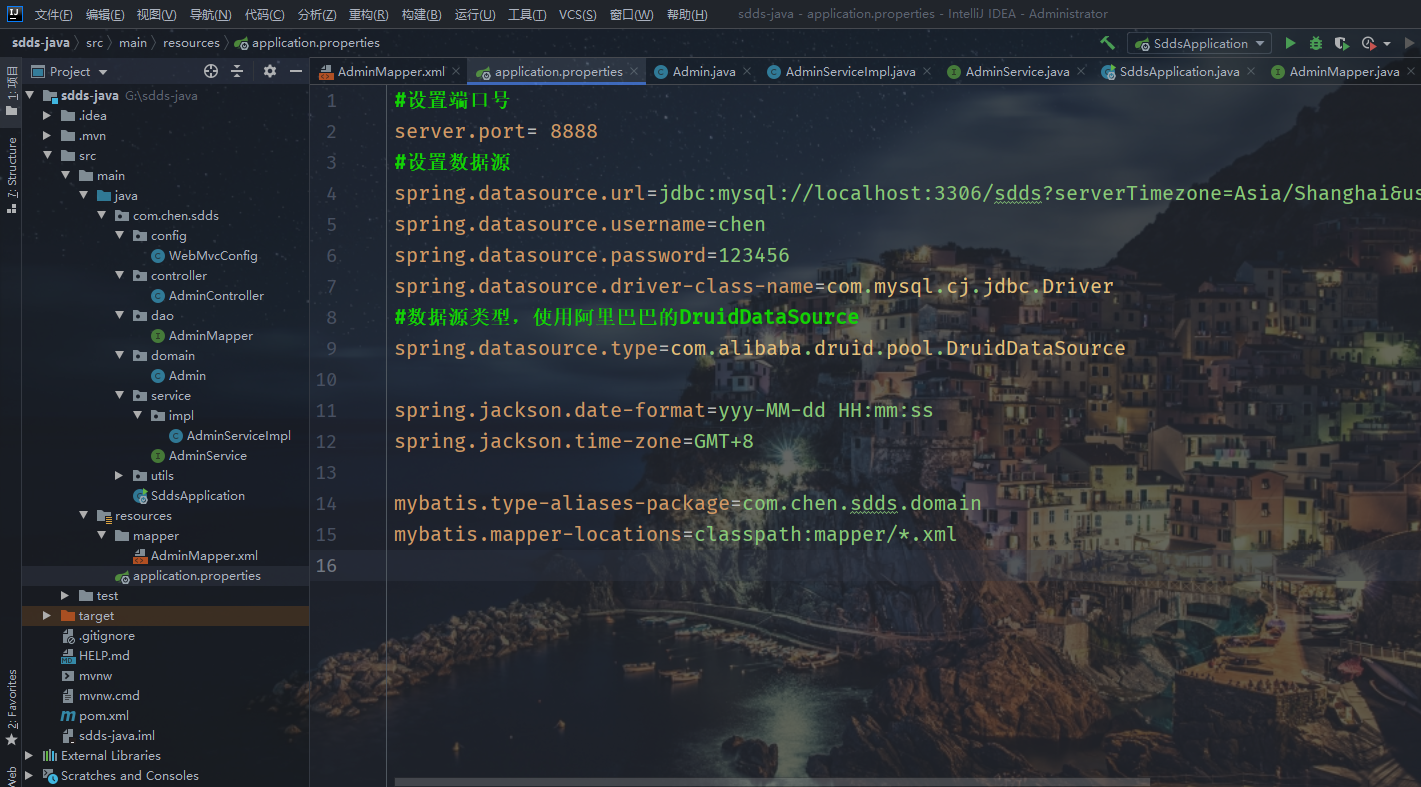 文件(F) 编辑(E) 视图(V) 导航(N) 代码(C) 分析(Z) 重构(R) 构建(B) 运行(U) 工具(T) VCS(S) 窗口(W) 帮助(H) sdds-java - application.properties - IntelliJ IDEA - Administrator
sdds-java src main resources application.properties SddsApplication
1: 项目
7: Structure
2: Favorites
Web
Project
sdds-java G:\sdds-java
.idea
.mvn
src
main
java
com.chen.sdds
config
WebMvcConfig
controller
AdminController
dao
AdminMapper
domain
Admin
service
impl
AdminServiceImpl
AdminService
utils
SddsApplication
resources
mapper
AdminMapper.xml
application.properties
test
target
.gitignore
HELP.md
mvnw
mvnw.cmd
pom.xml
sdds-java.iml
External Libraries
Scratches and Consoles
AdminMapper.xml application.properties Admin.java AdminServiceImpl.java AdminService.java SddsApplication.java AdminMapper.java
1 #设置端口号
2 server.port= 8888
3 #设置数据源
4 spring.datasource.url=jdbc:mysql://localhost:3306/sdds?serverTimezone=Asia/Shanghai&us
5 spring.datasource.username=chen
6 spring.datasource.password=123456
7 spring.datasource.driver-class-name=com.mysql.cj.jdbc.Driver
8 #数据源类型，使用阿里巴巴的DruidDataSource
9 spring.datasource.type=com.alibaba.druid.pool.DruidDataSource
10
11 spring.jackson.date-format=yyy-MM-dd HH:mm:ss
12 spring.jackson.time-zone=GMT+8
13
14 mybatis.type-aliases-package=com.chen.sdds.domain
15 mybatis.mapper-locations=classpath:mapper/*.xml
16